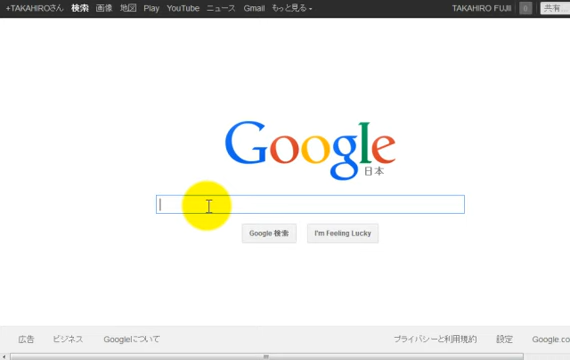 +TAKAHIROさん 検索 画像 地図 Play YouTube ニュース Gmail もっと見る TAKAHIRO FUJII 0 共有...
Google
日本
Google 検索 I'm Feeling Lucky
広告 ビジネス Googleについて プライバシーと利用規約 設定 Google.co